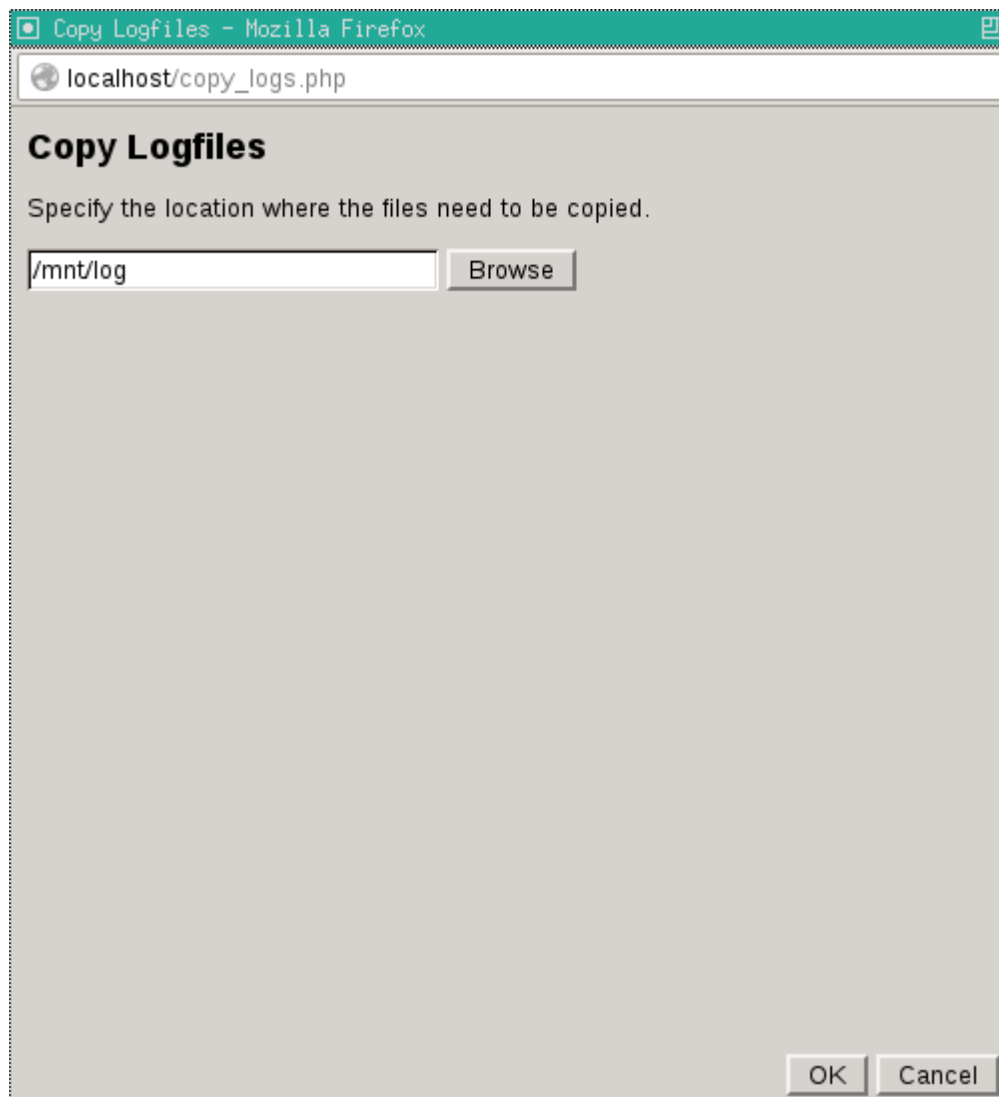 Copy Logfiles - Mozilla Firefox
localhost/copy_logs.php
Copy Logfiles
Specify the location where the files need to be copied.
/mnt/log Browse
OK Cancel